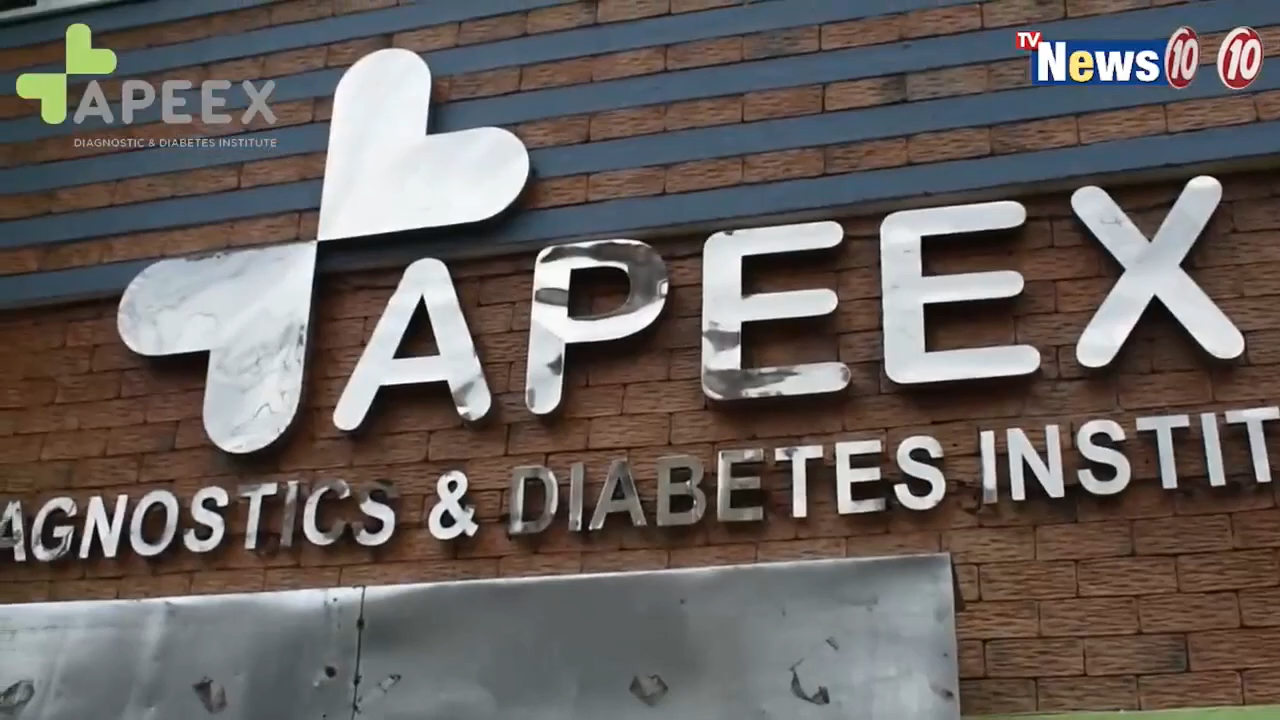 APEEX
DIAGNOSTIC & DIABETES INSTITUTE
TV
News 10 10
APEEX
AGNOSTICS & DIABETES INSTIT